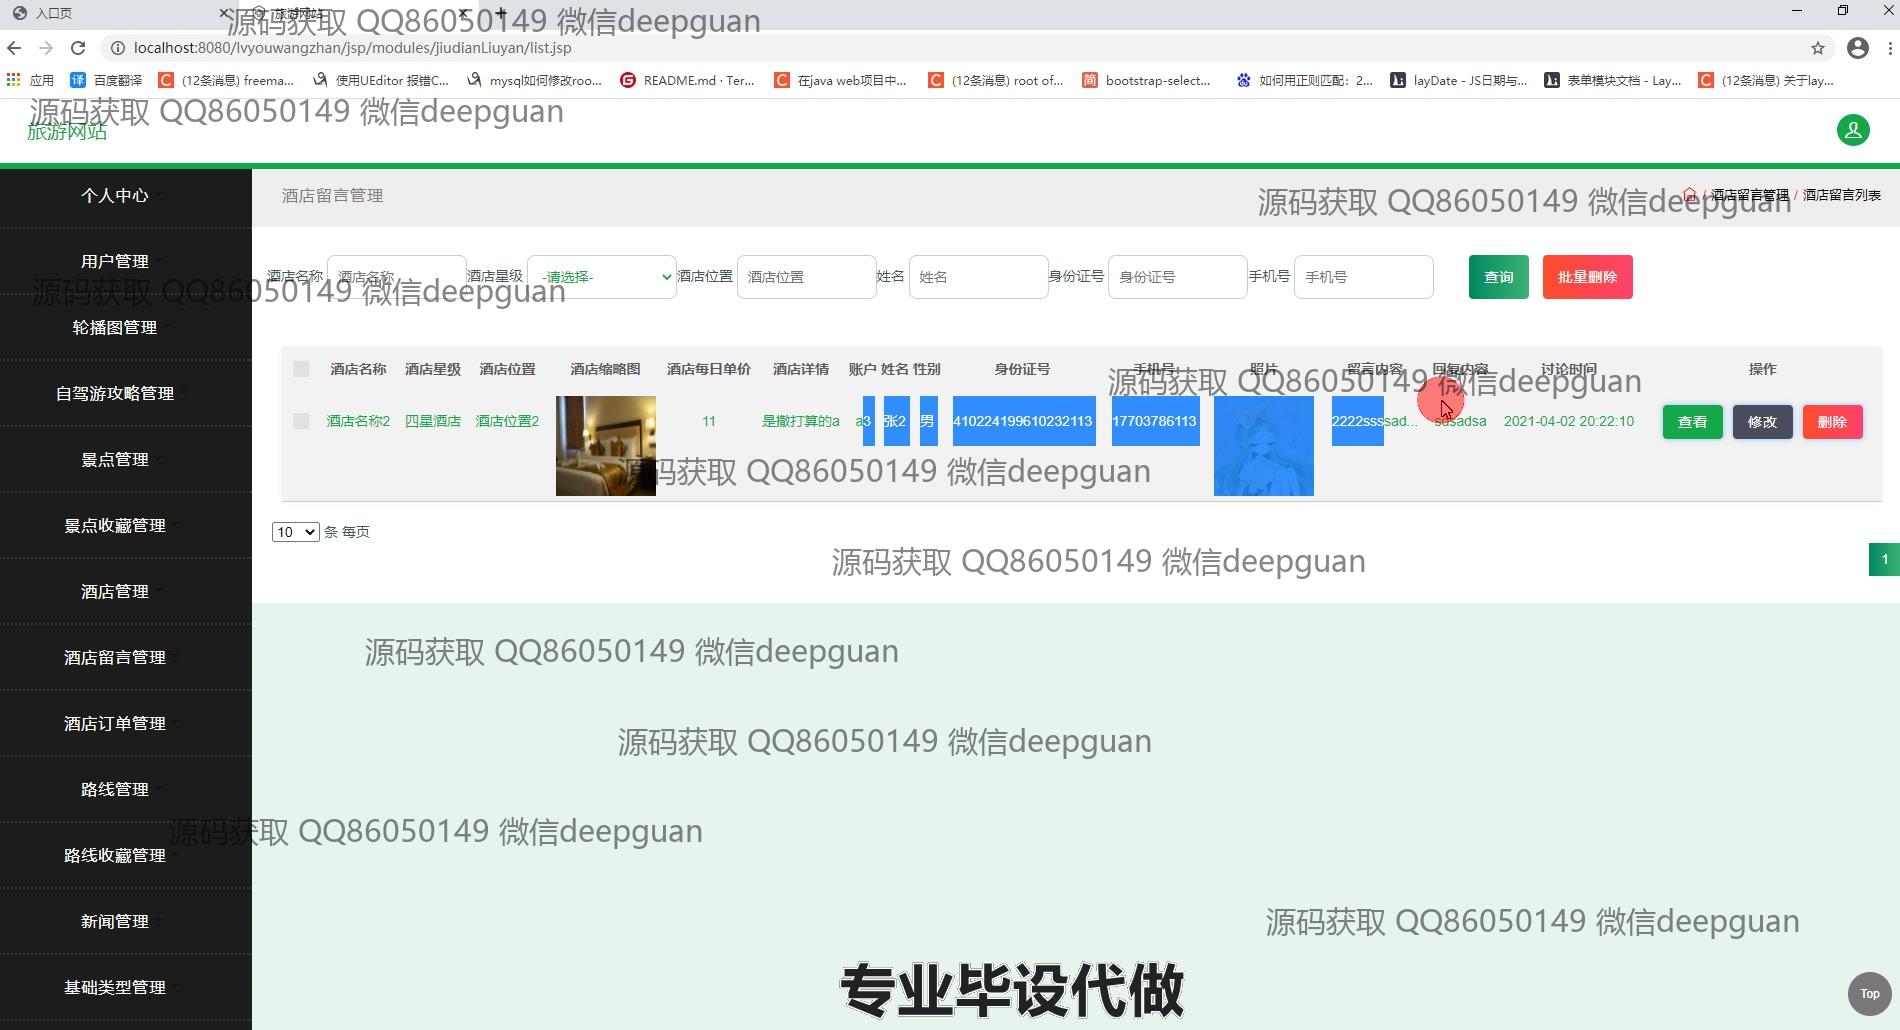 入口页
旅游网站
源码获取 QQ86050149 微信deepguan
localhost:8080/lvyouwangzhan/jsp/modules/jiudianLiuyan/list.jsp
应用 百度翻译 (12条消息) freema... 使用UEditor 报错C... mysql如何修改roo... README.md · Ter... 在java web项目中... (12条消息) root of... bootstrap-select... 如何用正则匹配：2... layDate - JS日期与... 表单模块文档 - Lay... (12条消息) 关于lay...
源码获取 QQ86050149 微信deepguan
旅游网站
个人中心
酒店留言管理
/ 酒店留言管理 / 酒店留言列表
源码获取 QQ86050149 微信deepguan
用户管理
酒店名称 酒店名称 酒店星级 -请选择- 酒店位置 酒店位置 姓名 姓名 身份证号 身份证号 手机号 手机号 查询 批量删除
源码获取 QQ86050149 微信deepguan
轮播图管理
酒店名称 酒店星级 酒店位置 酒店缩略图 酒店每日单价 酒店详情 账户 姓名 性别 身份证号 手机号 照片 留言内容 回复内容 讨论时间 操作
源码获取 QQ86050149 微信deepguan
自驾游攻略管理
酒店名称2 四星酒店 酒店位置2 11 是撒打算的a a3 张2 男 410224199610232113 17703786113 2222ssssad... sdsadsa 2021-04-02 20:22:10 查看 修改 删除
景点管理
源码获取 QQ86050149 微信deepguan
景点收藏管理
10 条 每页
1
源码获取 QQ86050149 微信deepguan
酒店管理
酒店留言管理
源码获取 QQ86050149 微信deepguan
酒店订单管理
源码获取 QQ86050149 微信deepguan
路线管理
源码获取 QQ86050149 微信deepguan
路线收藏管理
新闻管理
源码获取 QQ86050149 微信deepguan
基础类型管理
专业毕设代做
Top